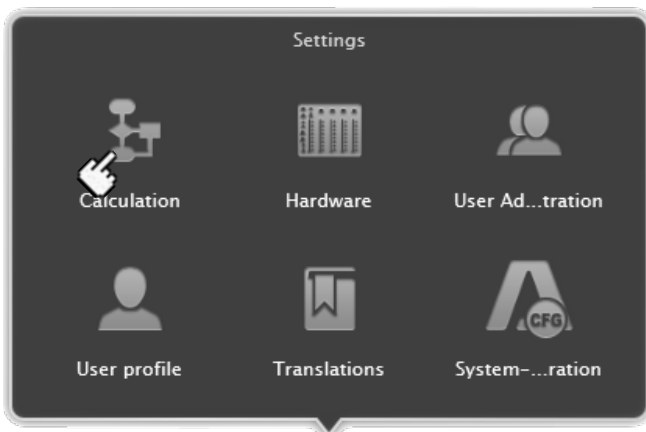 Settings
Calculation
Hardware
User Ad...tration
CFG
User profile
Translations
System-...ration